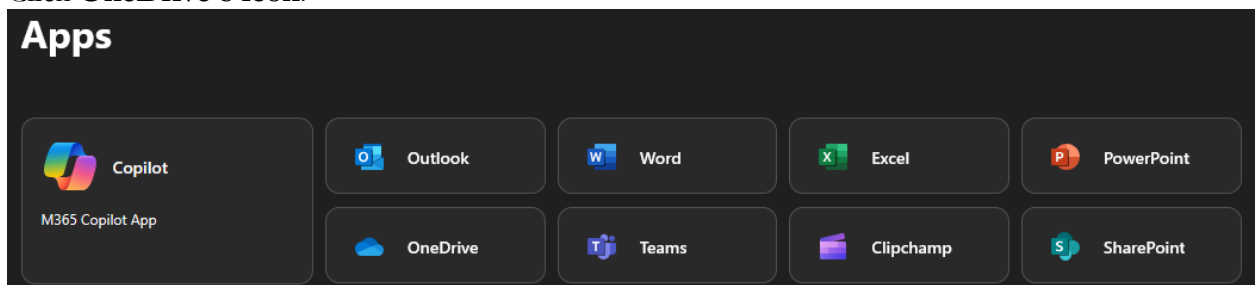 Apps
Copilot
M365 Copilot App
Outlook
Word
Excel
PowerPoint
OneDrive
Teams
Clipchamp
SharePoint